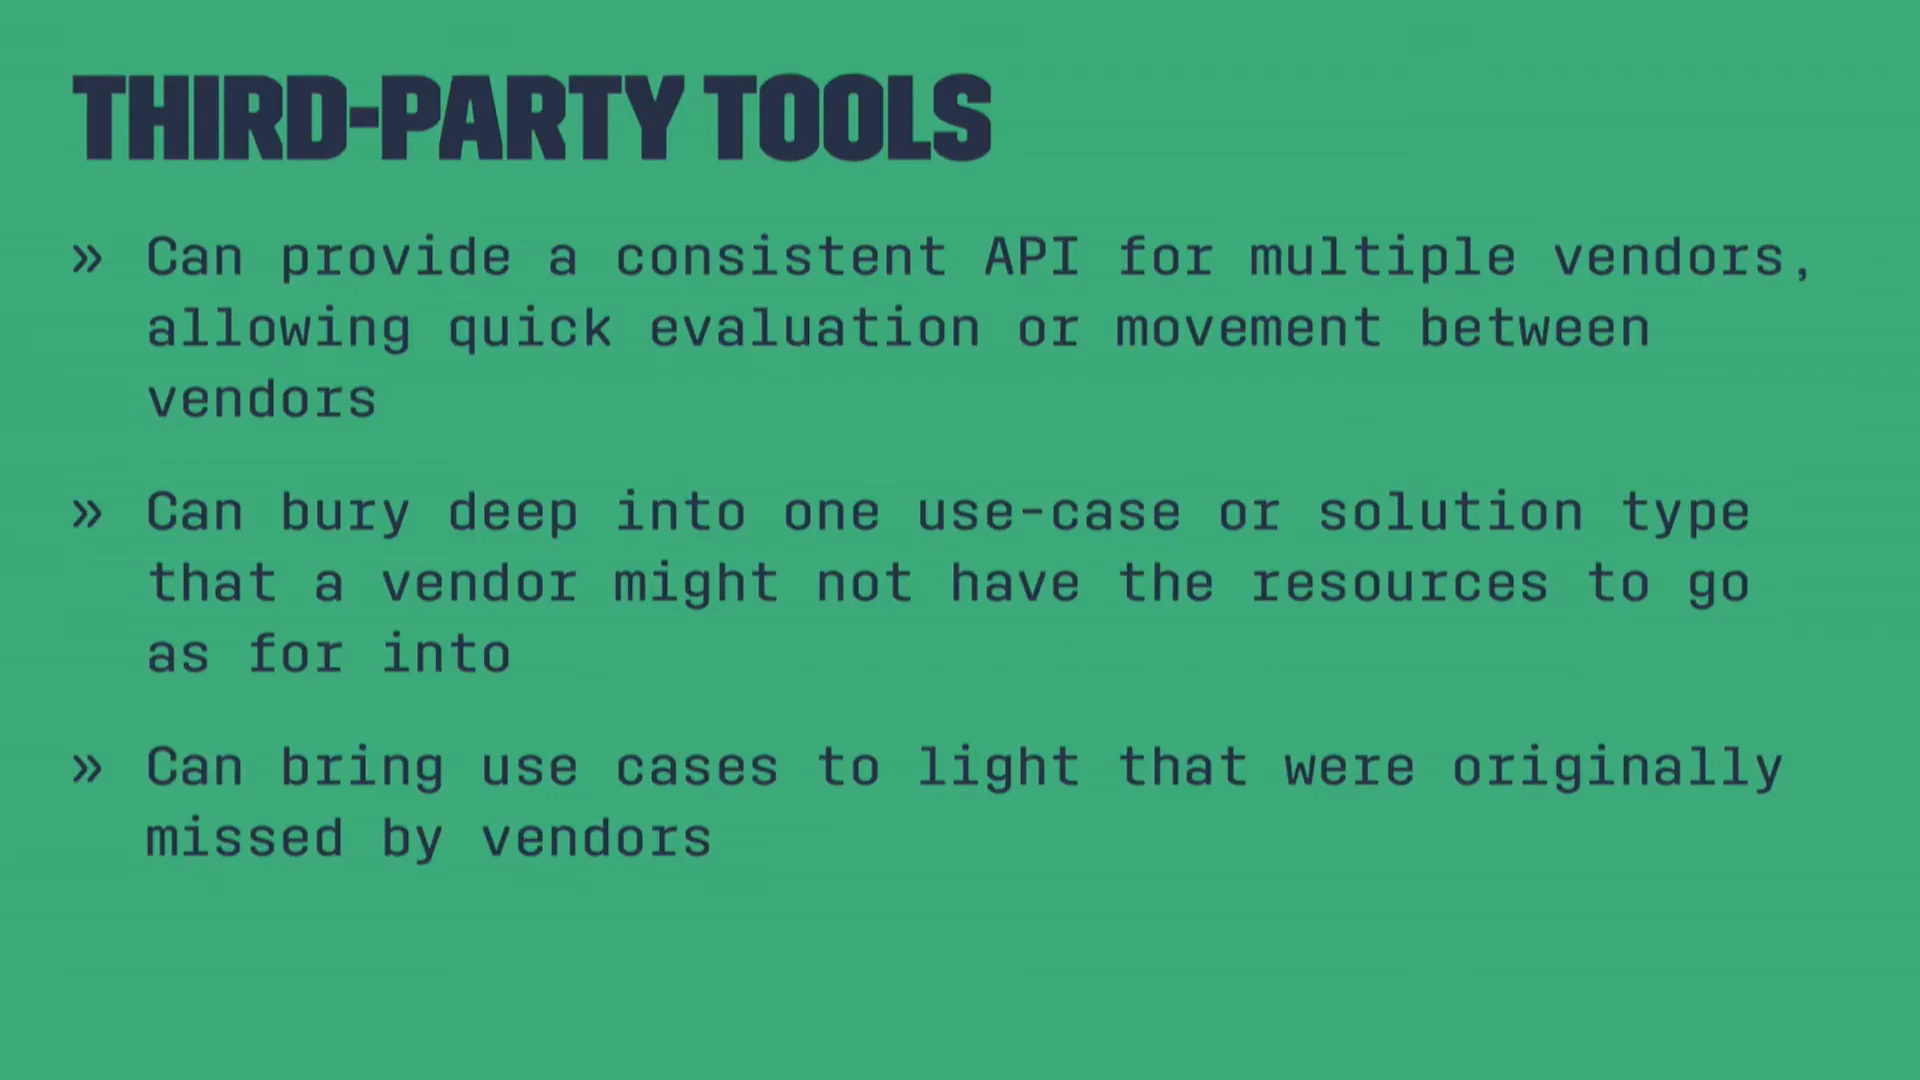 THIRD-PARTY TOOLS
» Can provide a consistent API for multiple vendors,
allowing quick evaluation or movement between
vendors
» Can bury deep into one use-case or solution type
that a vendor might not have the resources to go
as for into
» Can bring use cases to light that were originally
missed by vendors